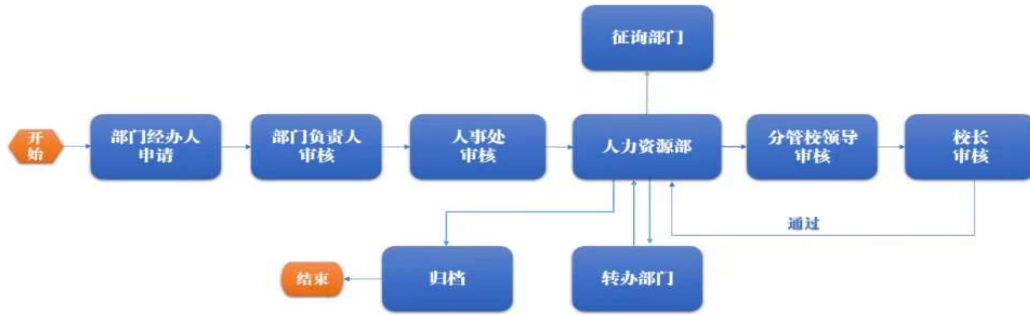 征询部门
开
始
部门经办人
申请
部门负责人
审核
人事处
审核
人力资源部
分管校领导
审核
校长
审核
通过
结束
归档
转办部门